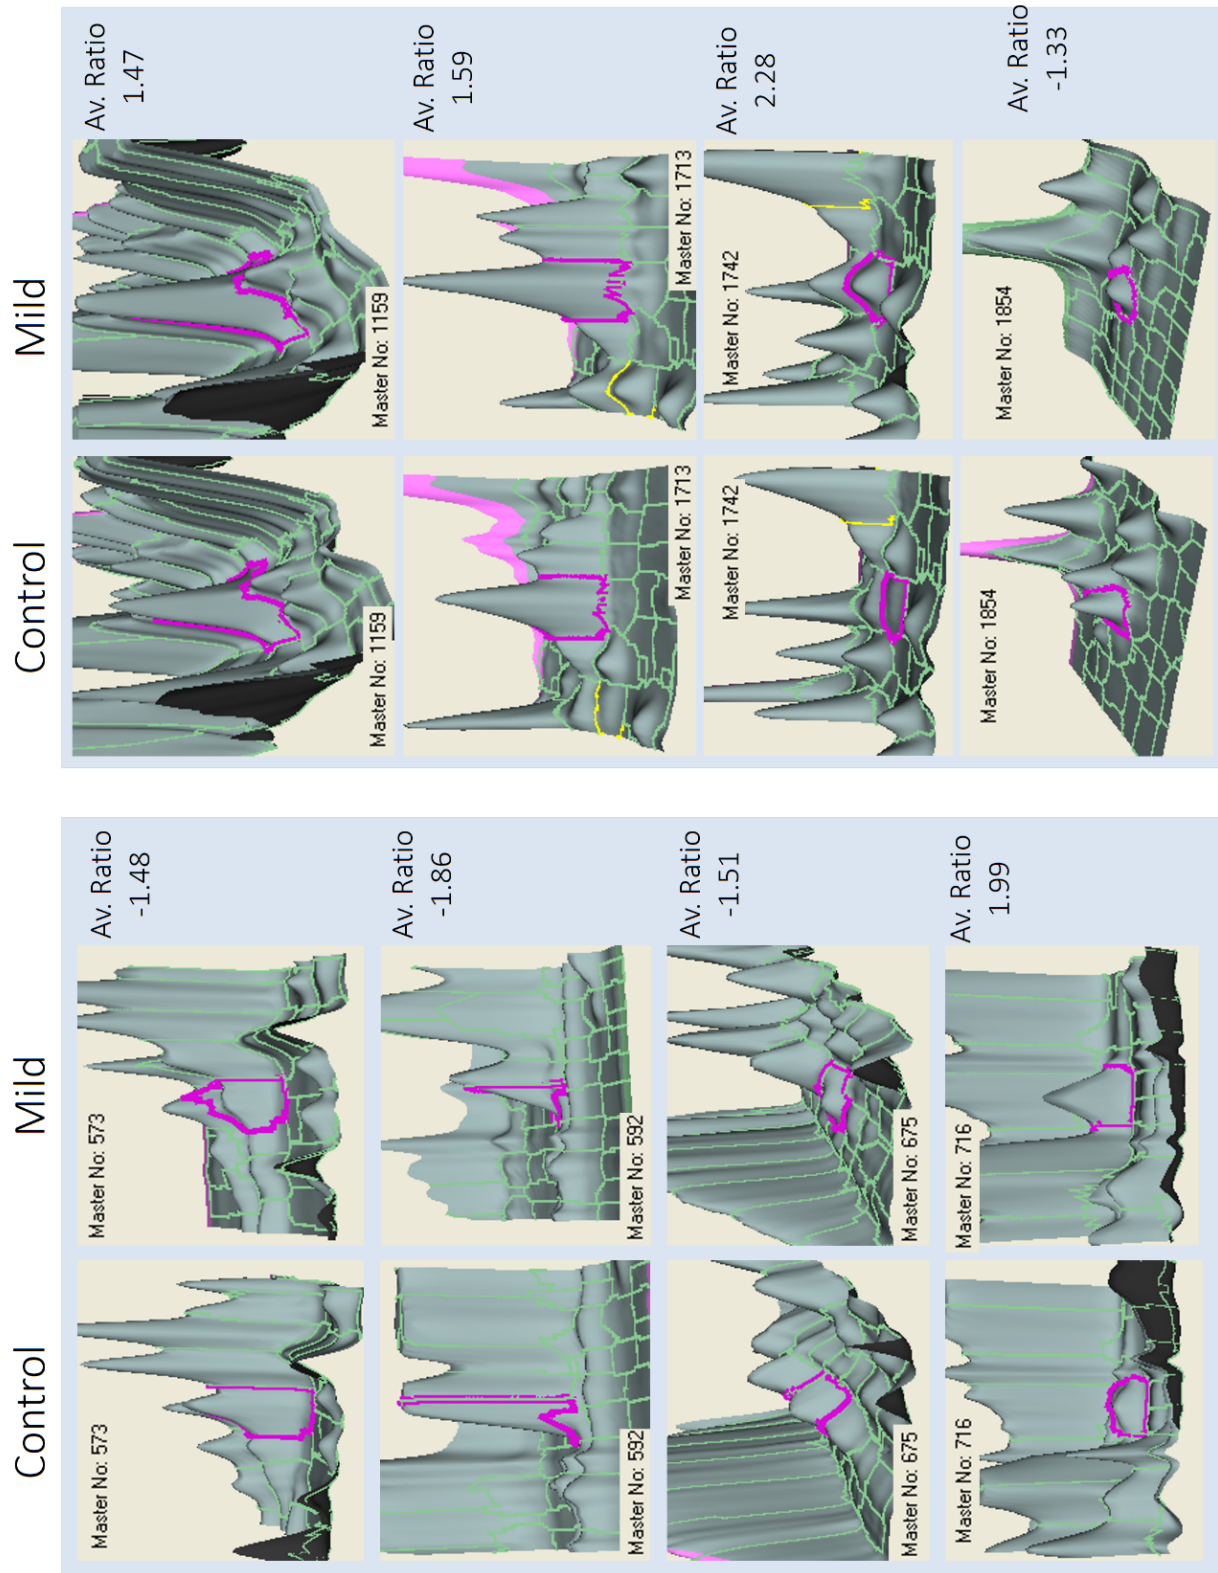 Control
Mild
Master No: 573
Master No: 573
Av. Ratio
-1.48
Master No: 592
Master No: 592
Av. Ratio
-1.86
Master No: 675
Master No: 675
Av. Ratio
-1.51
Master No: 716
Master No: 716
Av. Ratio
1.99
Control
Mild
Master No: 1159
Master No: 1159
Av. Ratio
1.47
Master No: 1713
Master No: 1713
Av. Ratio
1.59
Master No: 1742
Master No: 1742
Av. Ratio
2.28
Master No: 1854
Master No: 1854
Av. Ratio
-1.33